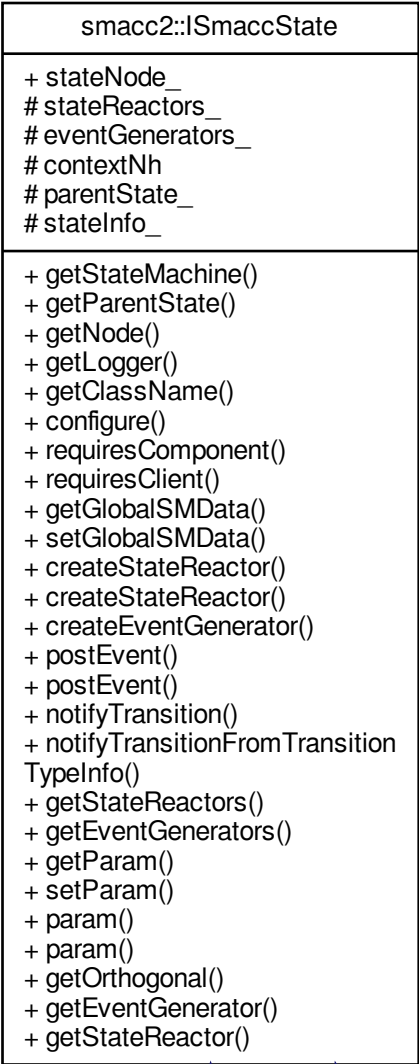 smacc2::ISmaccState
+ stateNode_
# stateReactors_
# eventGenerators_
# contextNh
# parentState_
# stateInfo_
+ getStateMachine()
+ getParentState()
+ getNode()
+ getLogger()
+ getClassName()
+ configure()
+ requiresComponent()
+ requiresClient()
+ getGlobalSMData()
+ setGlobalSMData()
+ createStateReactor()
+ createStateReactor()
+ createEventGenerator()
+ postEvent()
+ postEvent()
+ notifyTransition()
+ notifyTransitionFromTransition
TypeInfo()
+ getStateReactors()
+ getEventGenerators()
+ getParam()
+ setParam()
+ param()
+ param()
+ getOrthogonal()
+ getEventGenerator()
+ getStateReactor()